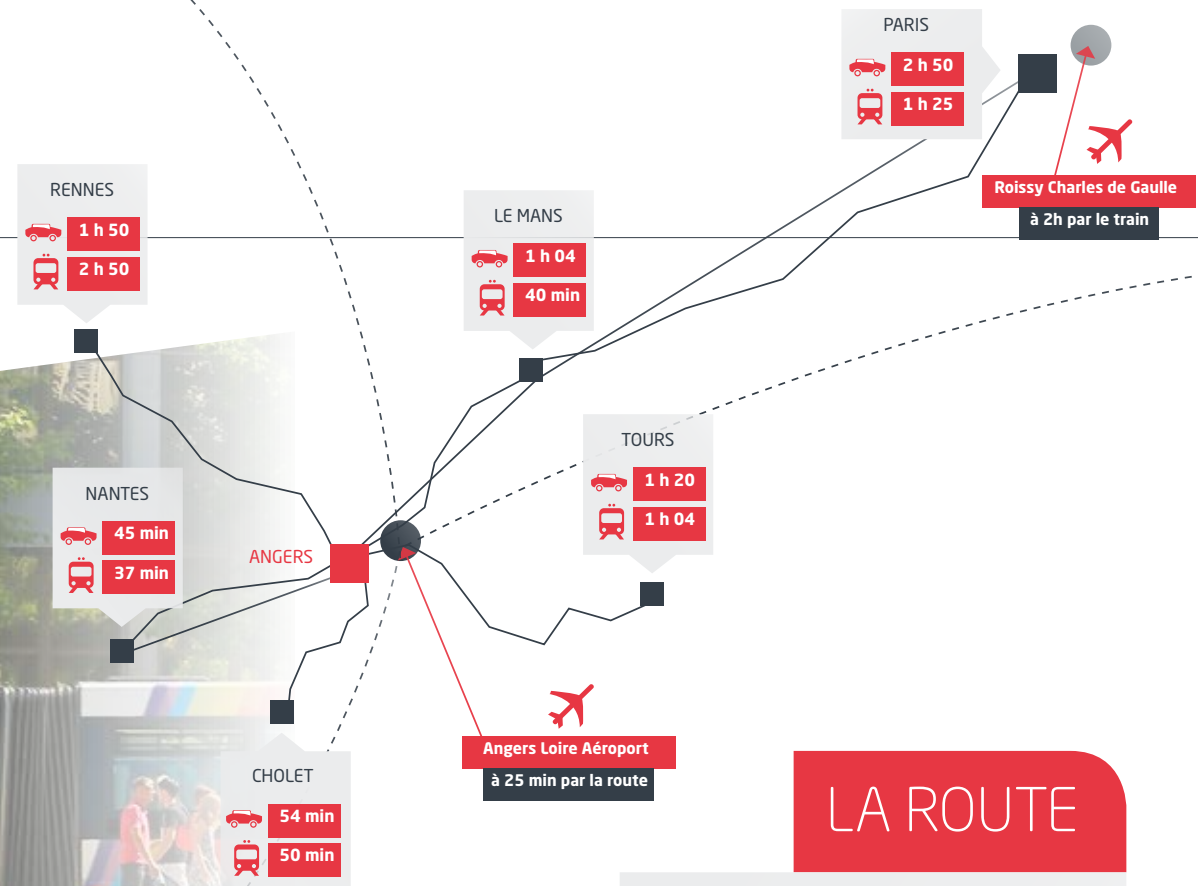 PARIS
2 h 50
1 h 25
Roissy Charles de Gaulle
à 2h par le train
RENNES
1 h 50
2 h 50
LE MANS
1 h 04
40 min
TOURS
1 h 20
1 h 04
NANTES
45 min
37 min
ANGERS
Angers Loire Aéroport
à 25 min par la route
CHOLET
54 min
50 min
LA ROUTE